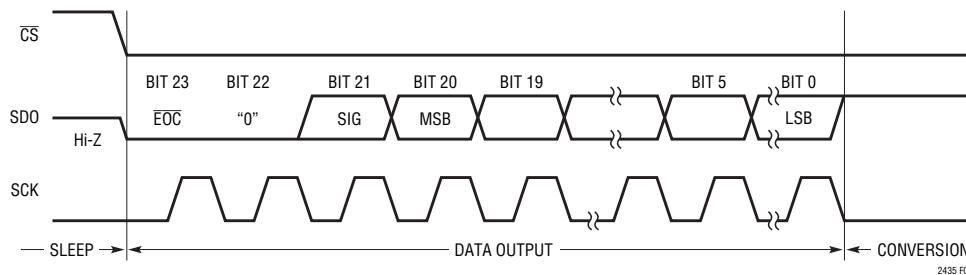 CS
BIT 23 BIT 22 BIT 21 BIT 20 BIT 19 BIT 5 BIT 0
SDO EOC “0” SIG MSB LSB
Hi-Z
SCK
SLEEP DATA OUTPUT CONVERSION
2435